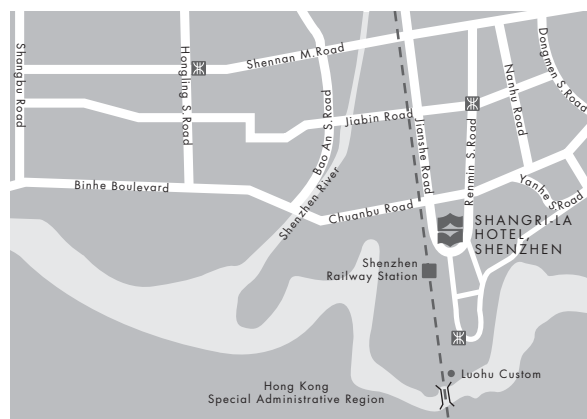 Shangbu Road
Hongling S.Road
Shennan M.Road
Bao An S.Road
Jiabin Road
Jianshe Road
Renmin S.Road
Nanhu Road
Dongmen S.Road
Binhe Boulevard
Shenzhen River
Chuanbu Road
Yanhe S.Road
SHANGRI-LA
HOTEL,
SHENZHEN
Shenzhen
Railway Station
Luohu Custom
Hong Kong
Special Administrative Region